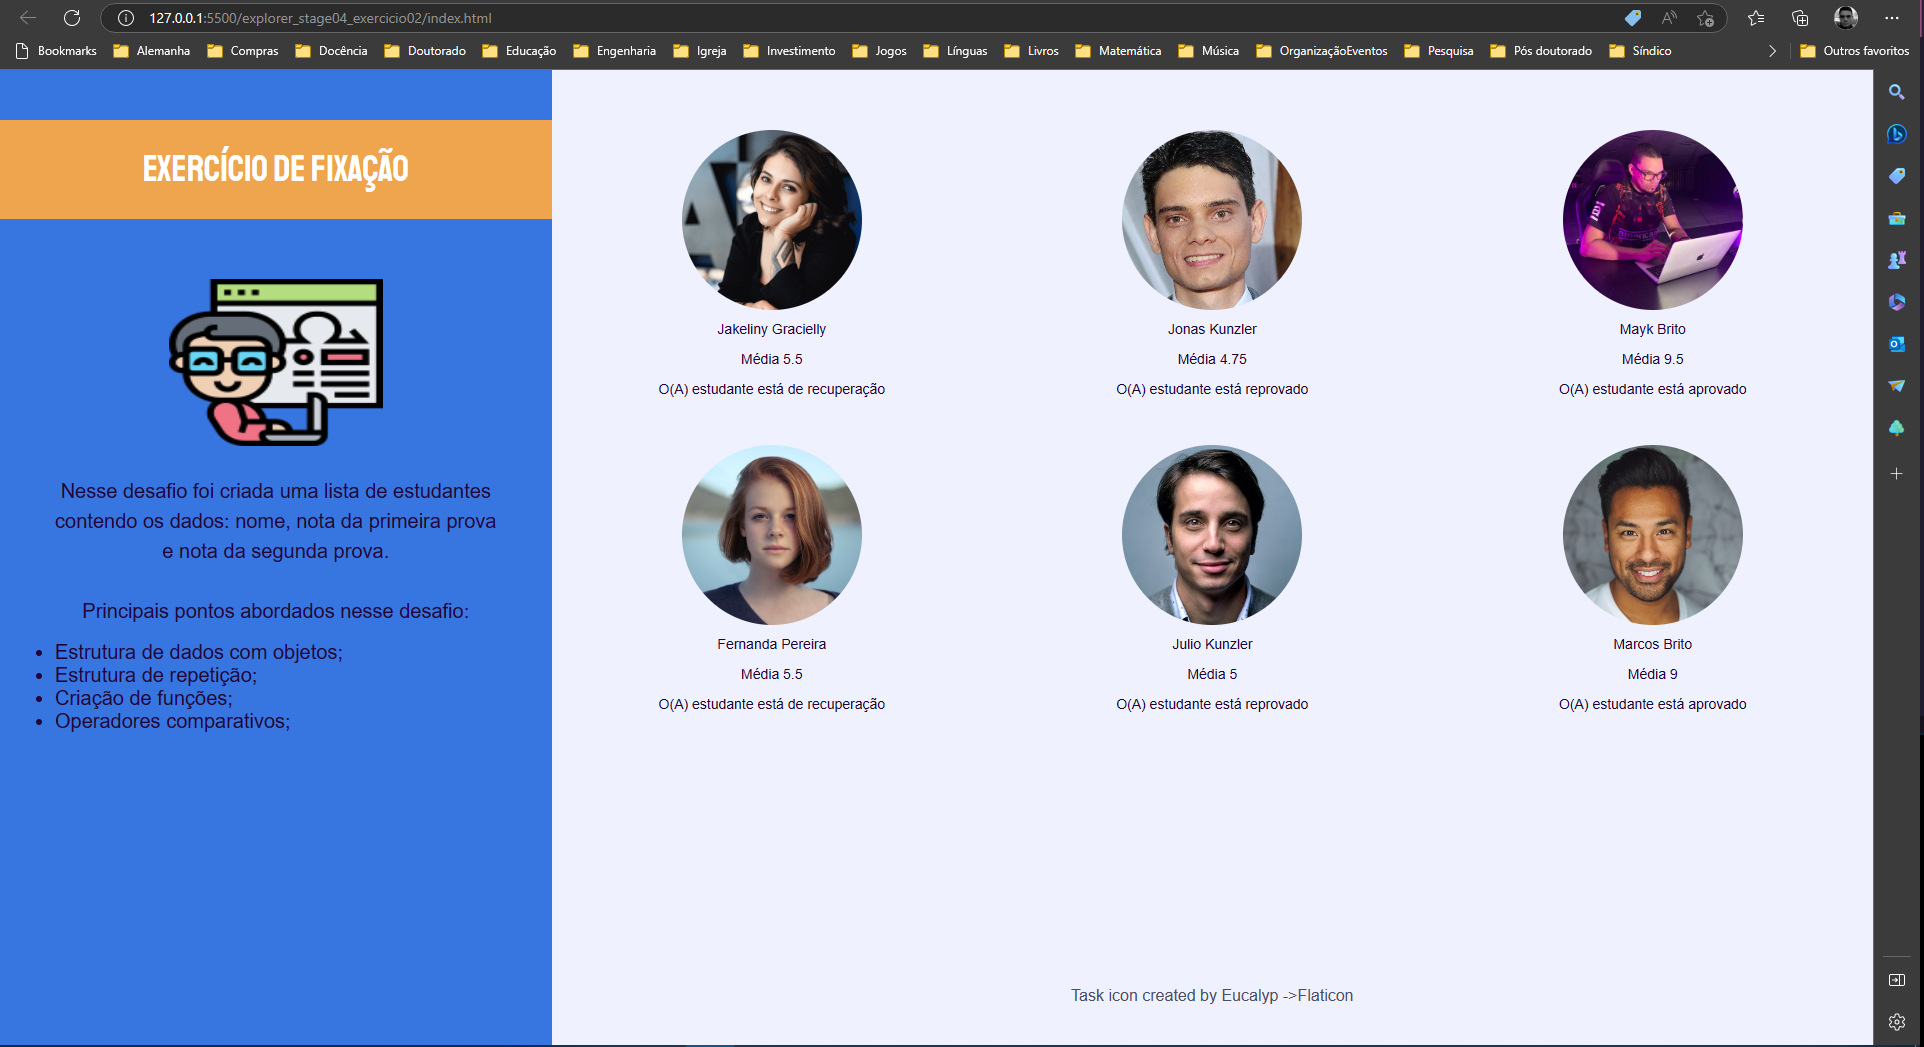 127.0.0.1:5500/explorer_stage04_exercicio02/index.html
Bookmarks Alemanha Compras Docência Doutorado Educação Engenharia Igreja Investimento Jogos Línguas Livros Matemática Música OrganizaçãoEventos Pesquisa Pós doutorado Síndico Outros favoritos
EXERCÍCIO DE FIXAÇÃO
Nesse desafio foi criada uma lista de estudantes
contendo os dados: nome, nota da primeira prova
e nota da segunda prova.
Principais pontos abordados nesse desafio:
• Estrutura de dados com objetos;
• Estrutura de repetição;
• Criação de funções;
• Operadores comparativos;
Jakeliny Gracielly
Média 5.5
O(A) estudante está de recuperação
Jonas Kunzler
Média 4.75
O(A) estudante está reprovado
Mayk Brito
Média 9.5
O(A) estudante está aprovado
Fernanda Pereira
Média 5.5
O(A) estudante está de recuperação
Julio Kunzler
Média 5
O(A) estudante está reprovado
Marcos Brito
Média 9
O(A) estudante está aprovado
Task icon created by Eucalyp ->Flaticon